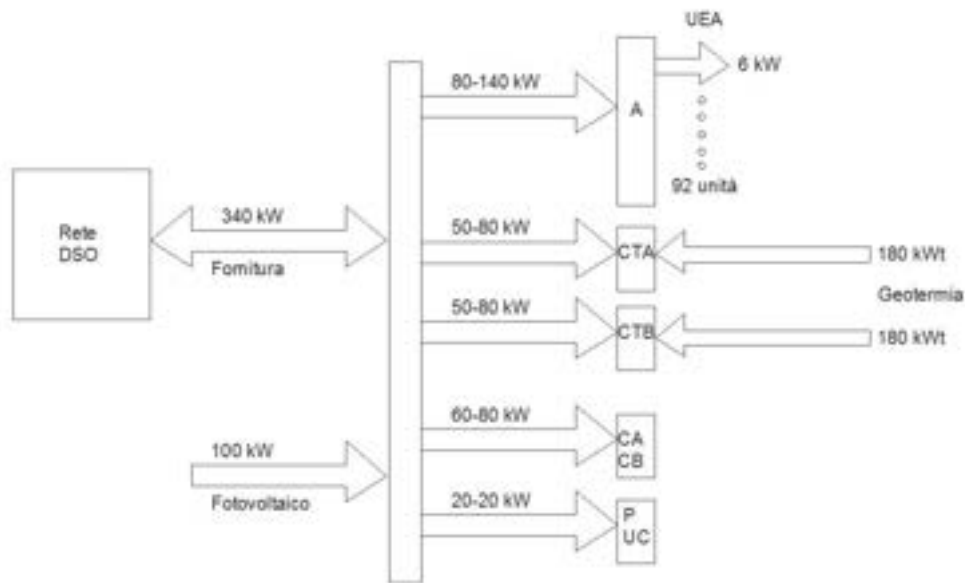 UEA
80-140 kW
6 kW
A
92 unità
Rete
DSO
340 kW
Fornitura
50-80 kW
CTA
180 kWt
Geotermia
50-80 kW
CTB
180 kWt
60-80 kW
CA
CB
100 kW
Fotovoltaico
20-20 kW
P
UC